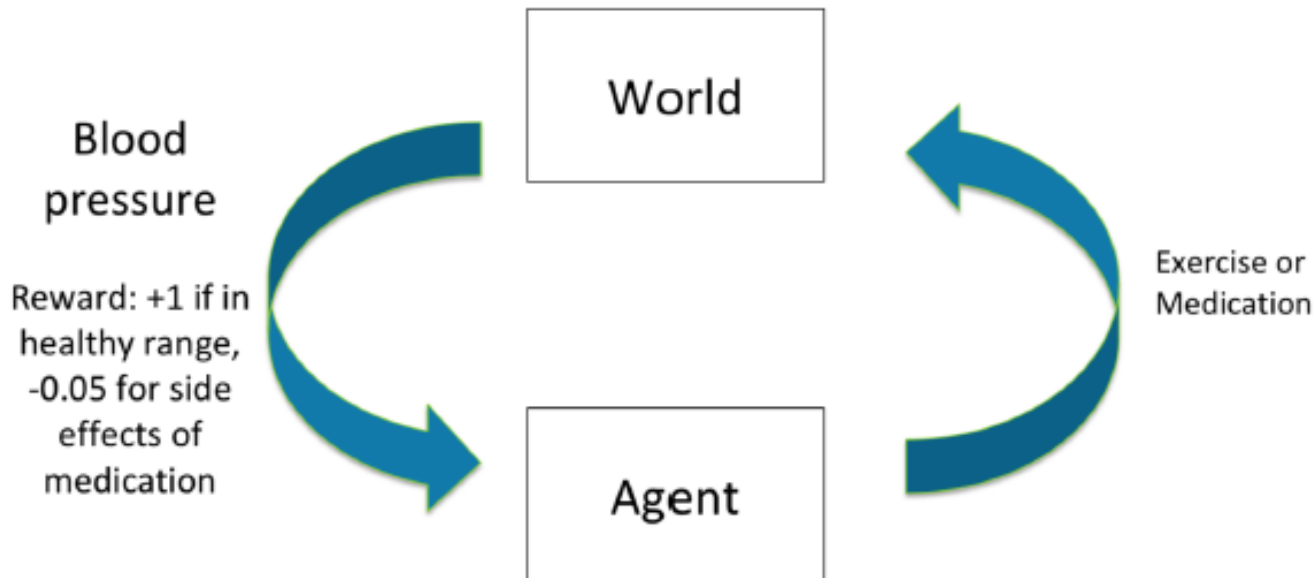 World
Blood
pressure
Reward: +1 if in
healthy range,
-0.05 for side
effects of
medication
Exercise or
Medication
Agent